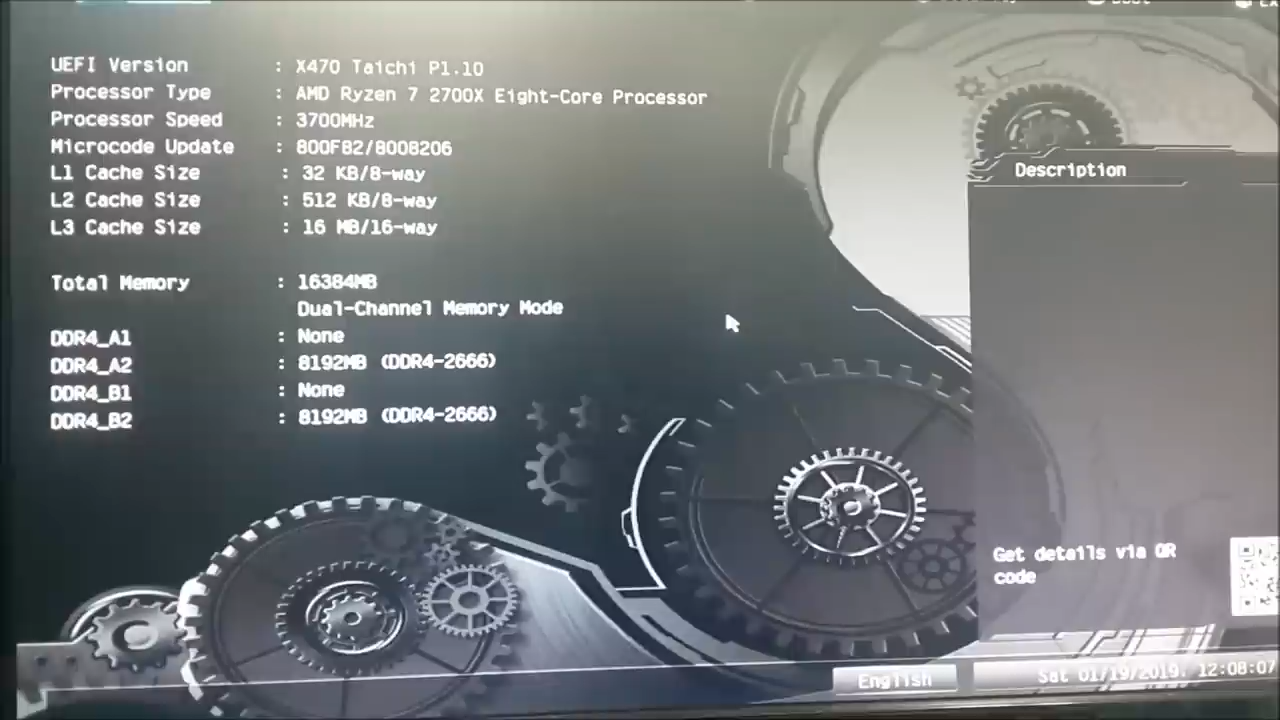 UEFI Version : X470 Taichi P1.10
Processor Type : AMD Ryzen 7 2700X Eight-Core Processor
Processor Speed : 3700MHz
Microcode Update : 800F82/8008206
L1 Cache Size : 32 KB/8-way
L2 Cache Size : 512 KB/8-way
L3 Cache Size : 16 MB/16-way
Total Memory : 16384MB
Dual-Channel Memory Mode
DDR4_A1 : None
DDR4_A2 : 8192MB (DDR4-2666)
DDR4_B1 : None
DDR4_B2 : 8192MB (DDR4-2666)
Description
Get details via QR
code
English
Sat 01/19/2019. 12:08:07